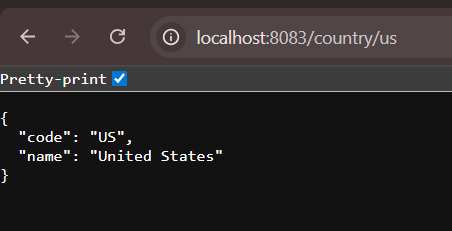 localhost:8083/country/us
Pretty-print
{
  "code": "US",
  "name": "United States"
}